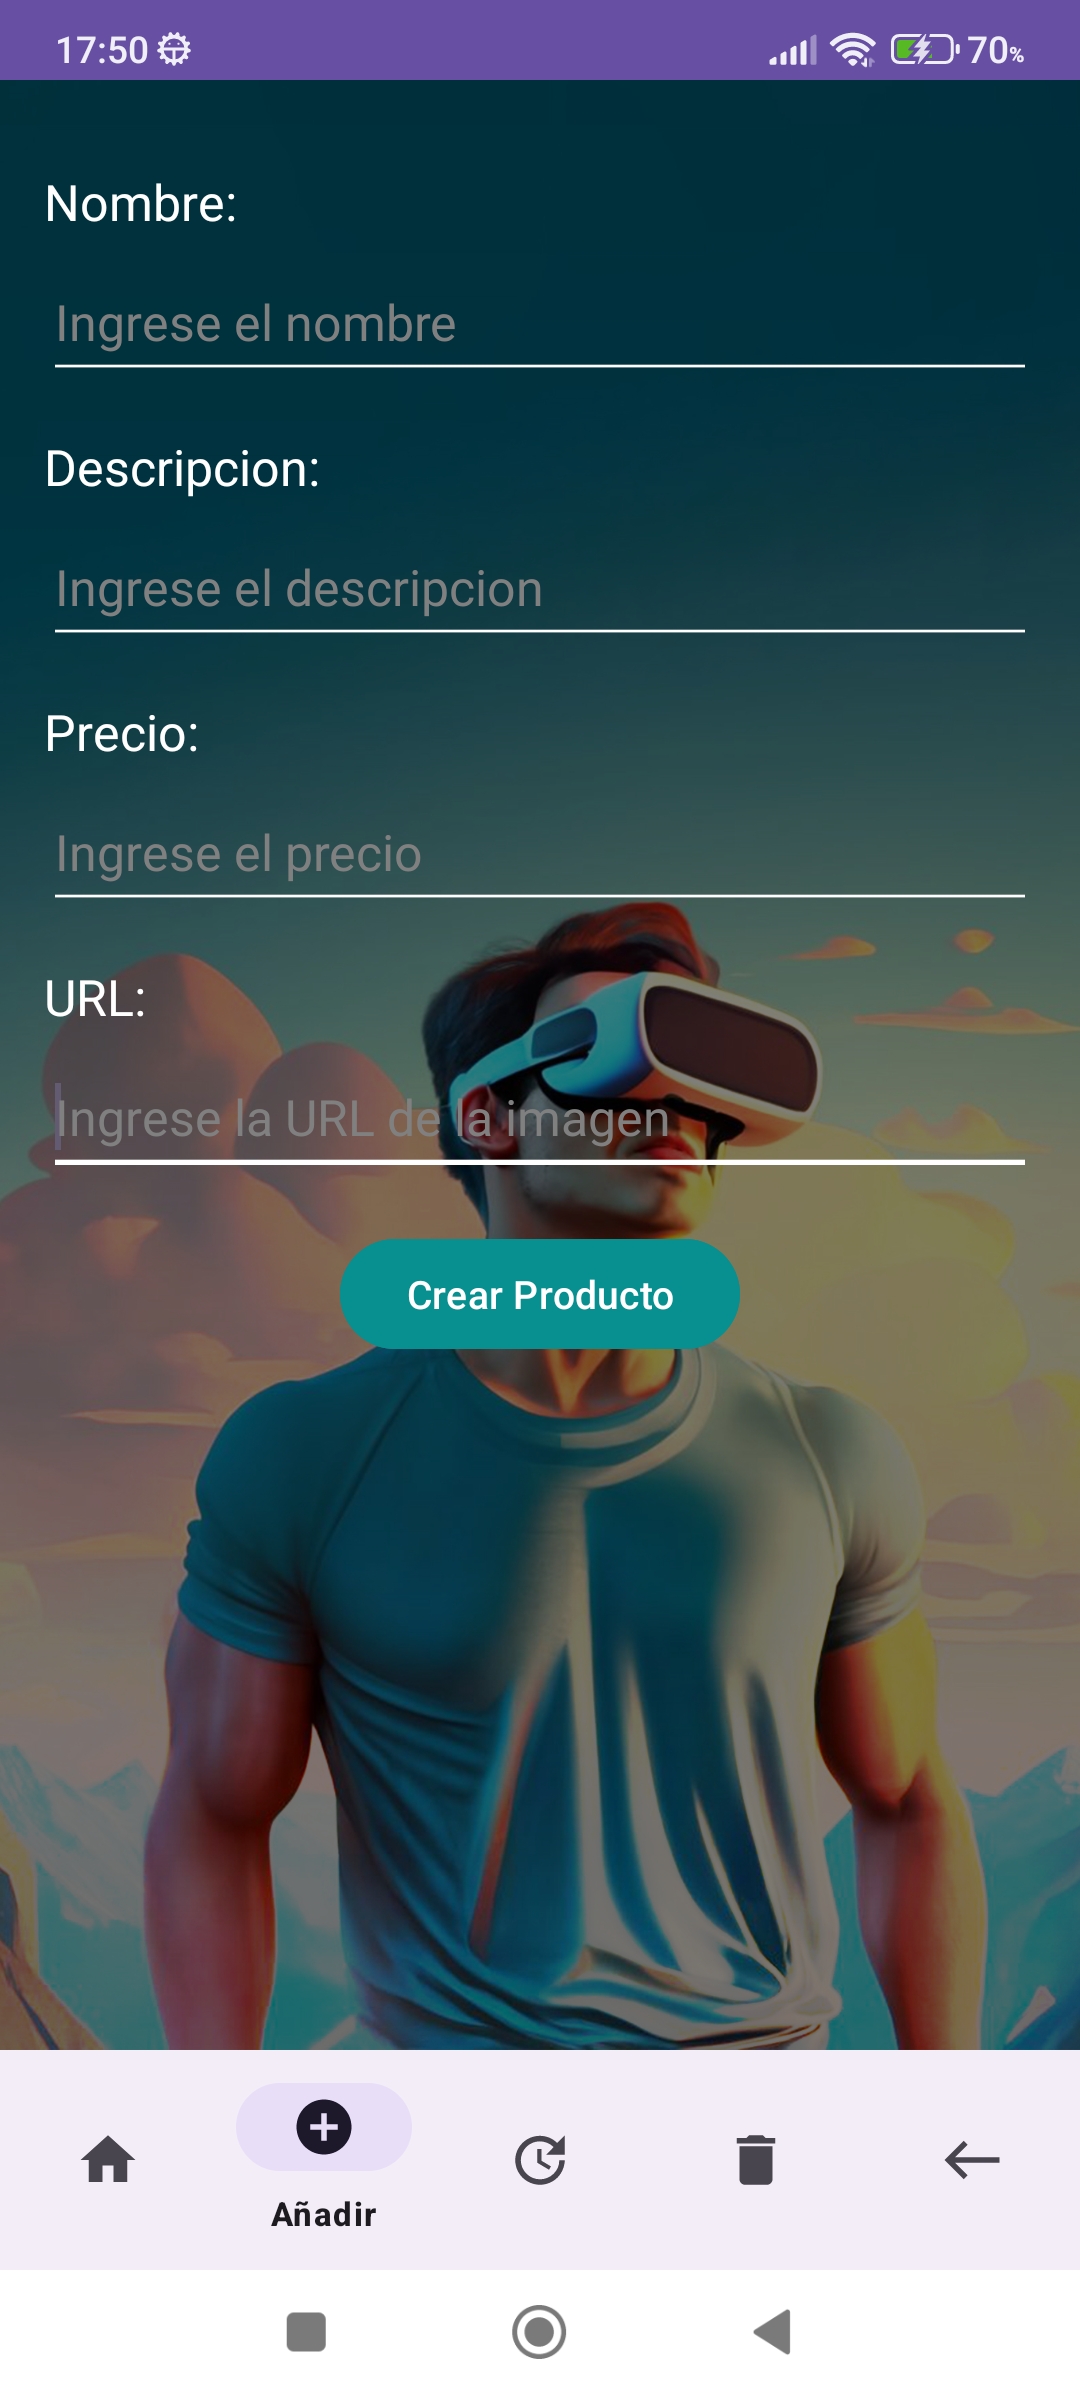 17:50 70%
Nombre:
Ingrese el nombre
Descripcion:
Ingrese el descripcion
Precio:
Ingrese el precio
URL:
Ingrese la URL de la imagen
Crear Producto
Añadir